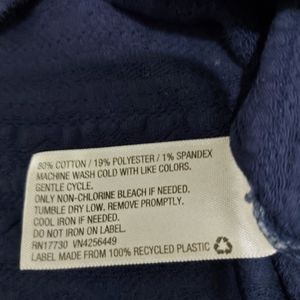 80% COTTON / 19% POLYESTER / 1% SPANDEX
MACHINE WASH COLD WITH LIKE COLORS.
GENTLE CYCLE.
ONLY NON-CHLORINE BLEACH IF NEEDED.
TUMBLE DRY LOW. REMOVE PROMPTLY.
COOL IRON IF NEEDED.
DO NOT IRON ON LABEL.
RN17730 VN4256449
LABEL MADE FROM 100% RECYCLED PLASTIC